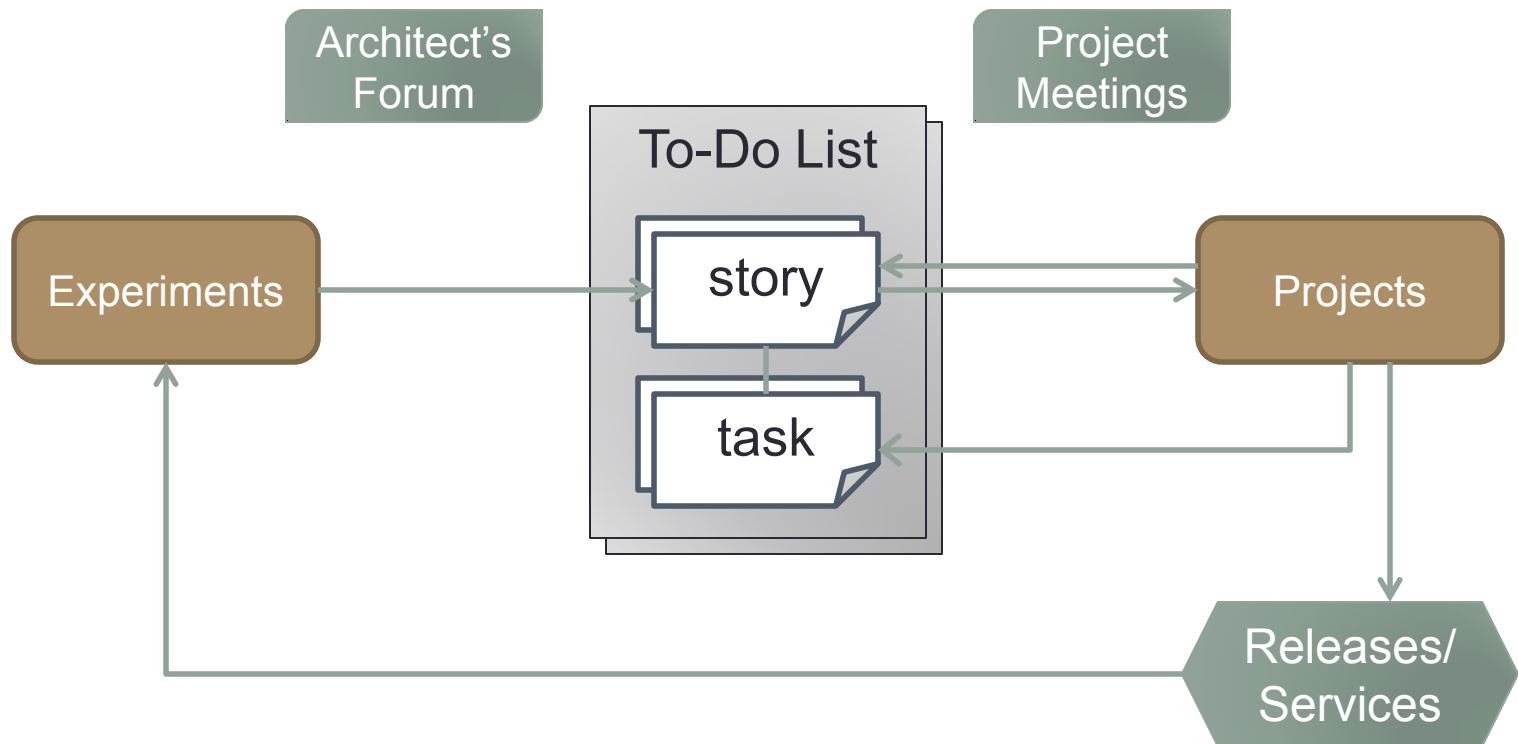 Architect’s
Forum
Project
Meetings
To-Do List
Experiments
story
Projects
task
Releases/
Services